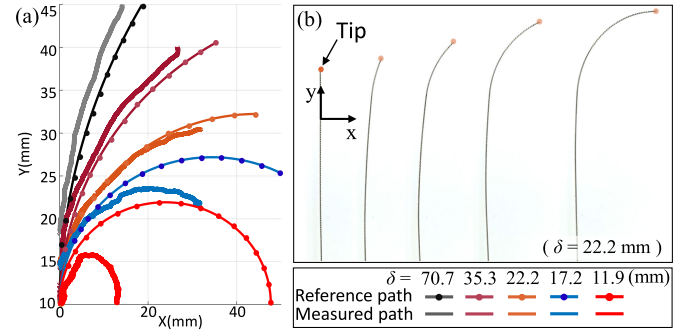 (a)
45
40
35
30
25
20
15
10
0
20
40
Y(mm)
X(mm)
(b)
Tip
y
x
( δ = 22.2 mm )
δ = 70.7 35.3 22.2 17.2 11.9 (mm)
Reference path
Measured path